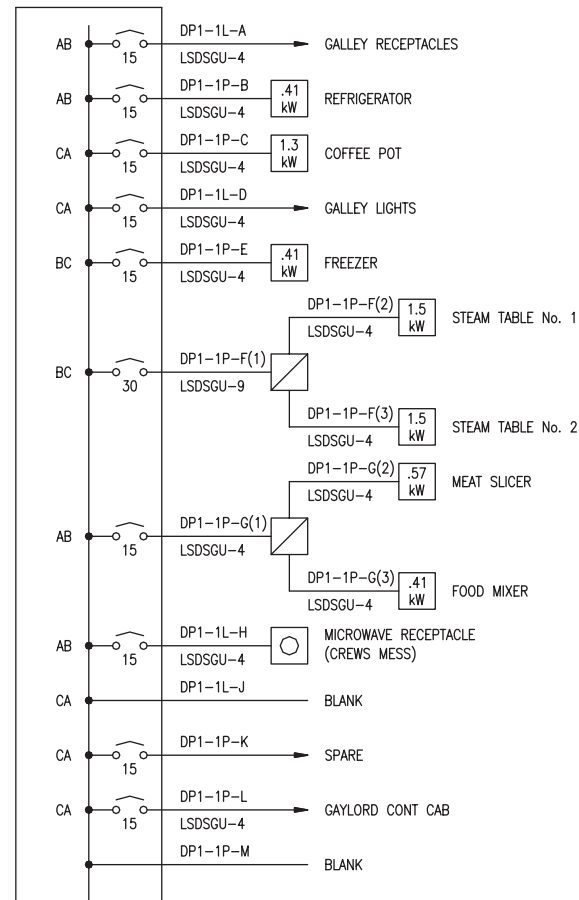 AB 15 DP1-1L-A LSDSGU-4 GALLEY RECEPTACLES
AB 15 DP1-1P-B LSDSGU-4 .41 kW REFRIGERATOR
CA 15 DP1-1P-C LSDSGU-4 1.3 kW COFFEE POT
CA 15 DP1-1L-D LSDSGU-4 GALLEY LIGHTS
BC 15 DP1-1P-E LSDSGU-4 .41 kW FREEZER
DP1-1P-F(2) LSDSGU-4 1.5 kW STEAM TABLE No. 1
BC 30 DP1-1P-F(1) LSDSGU-9
DP1-1P-F(3) LSDSGU-4 1.5 kW STEAM TABLE No. 2
DP1-1P-G(2) LSDSGU-4 .57 kW MEAT SLICER
AB 15 DP1-1P-G(1) LSDSGU-4
DP1-1P-G(3) LSDSGU-4 .41 kW FOOD MIXER
AB 15 DP1-1L-H LSDSGU-4 MICROWAVE RECEPTACLE
(CREWS MESS)
CA DP1-1L-J BLANK
CA 15 DP1-1P-K SPARE
CA 15 DP1-1P-L LSDSGU-4 GAYLORD CONT CAB
DP1-1P-M BLANK